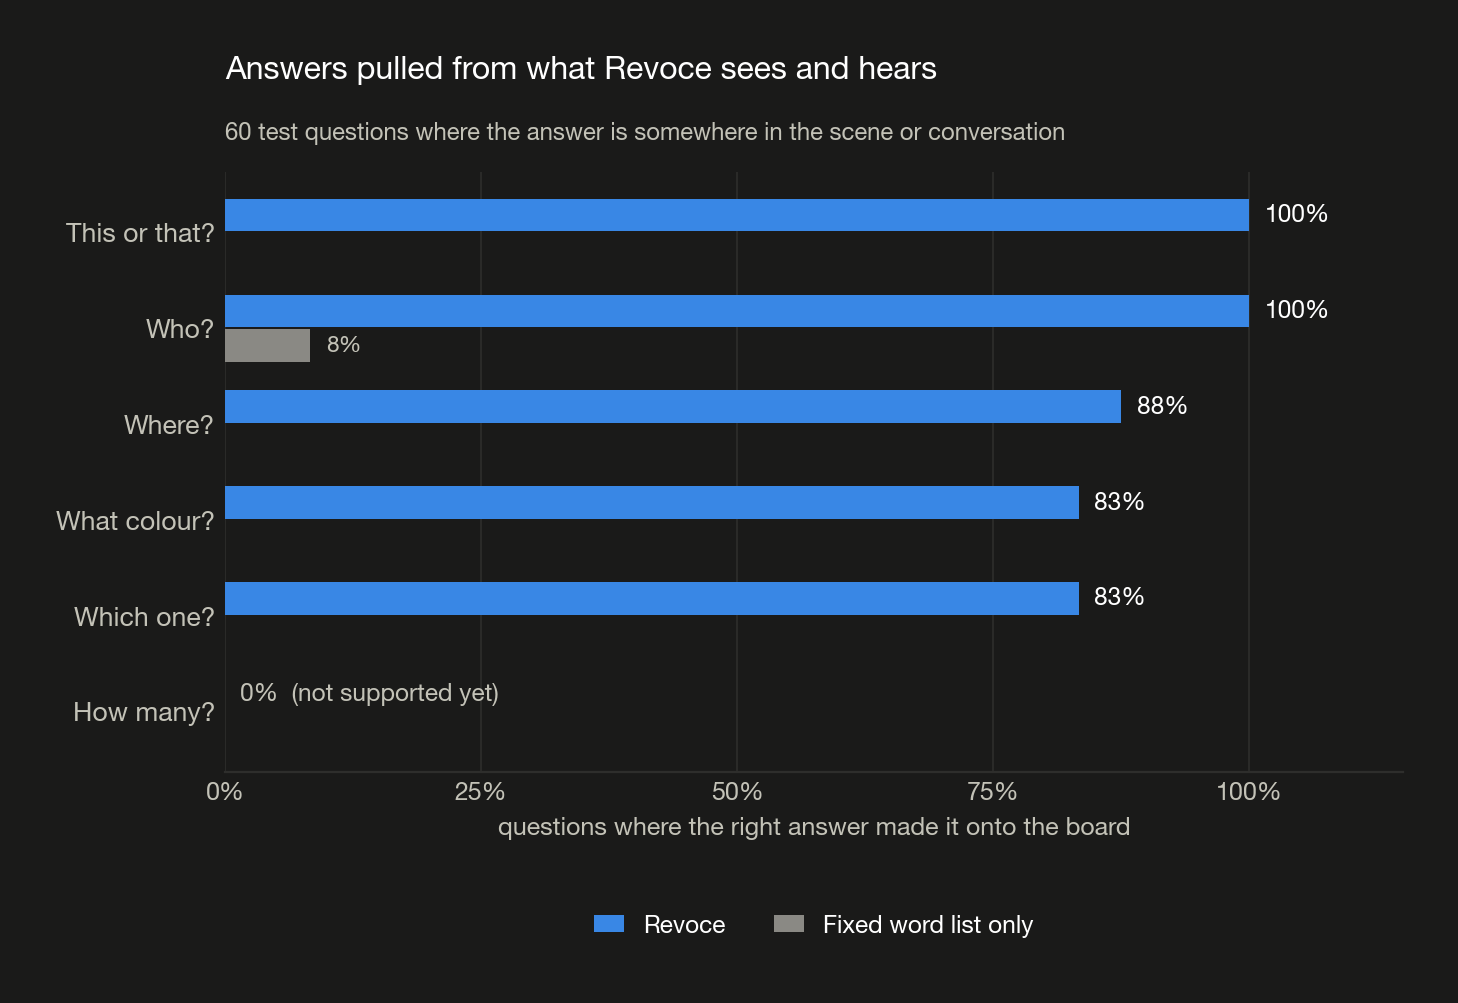 Answers pulled from what Revoce sees and hears
60 test questions where the answer is somewhere in the scene or conversation
This or that?
100%
Who?
100%
8%
Where?
88%
What colour?
83%
Which one?
83%
How many?
0% (not supported yet)
0% 25% 50% 75% 100%
questions where the right answer made it onto the board
Revoce
Fixed word list only